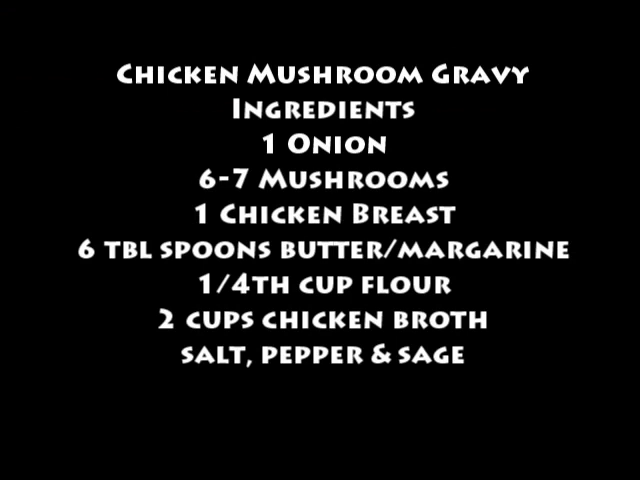 Chicken Mushroom Gravy
Ingredients
1 Onion
6-7 Mushrooms
1 Chicken Breast
6 tbl spoons butter/margarine
1/4th cup flour
2 cups chicken broth
salt, pepper & sage